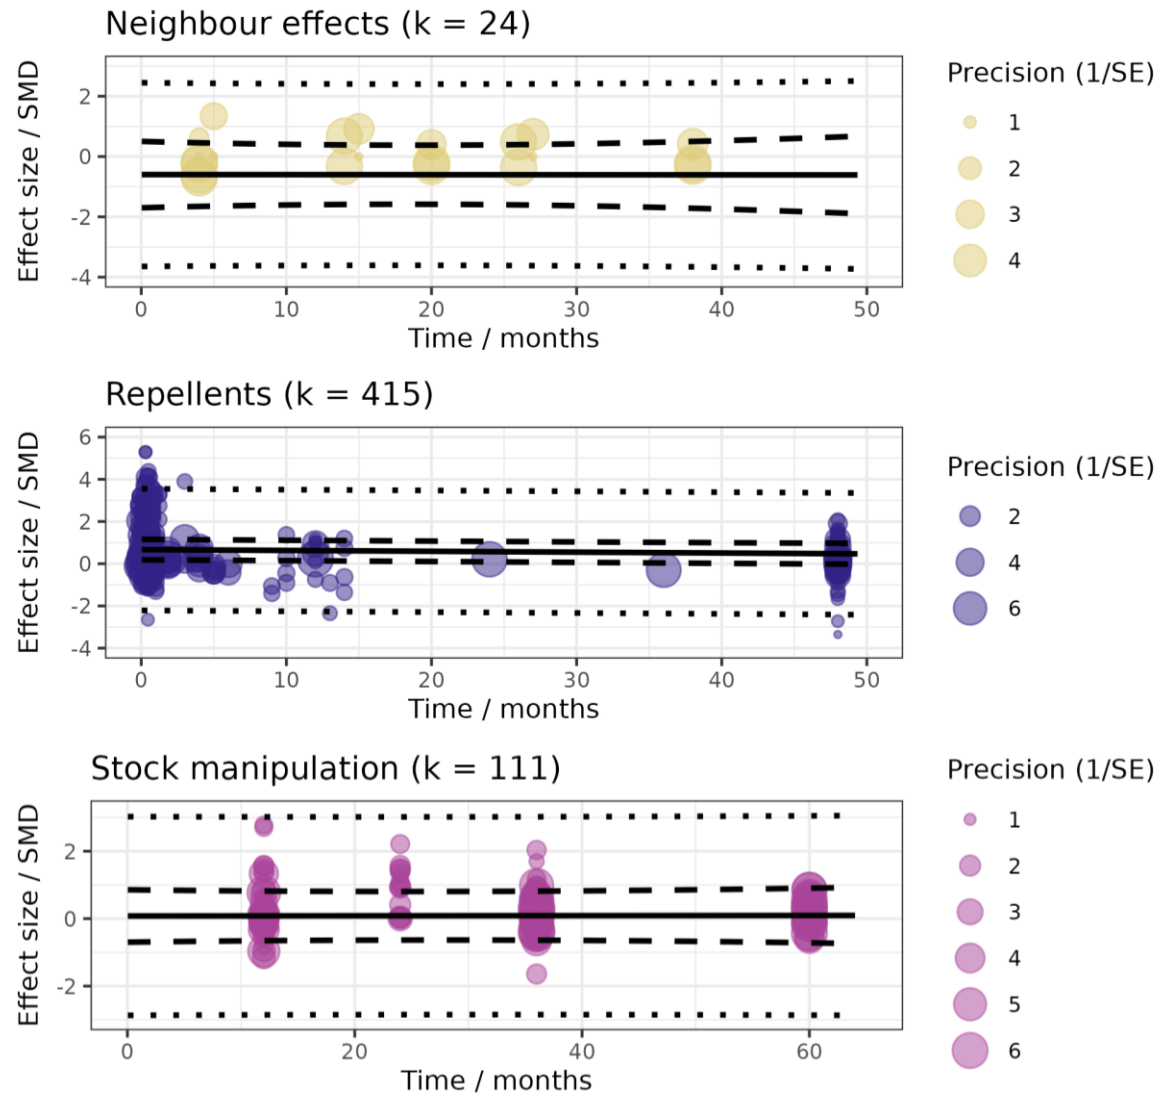 Neighbour effects (k = 24)
Effect size / SMD
2
0
-2
-4
0 10 20 30 40 50
Time / months
Precision (1/SE)
1
2
3
4
Repellents (k = 415)
Effect size / SMD
6
4
2
0
-2
-4
0 10 20 30 40 50
Time / months
Precision (1/SE)
2
4
6
Stock manipulation (k = 111)
Effect size / SMD
2
0
-2
0 20 40 60
Time / months
Precision (1/SE)
1
2
3
4
5
6